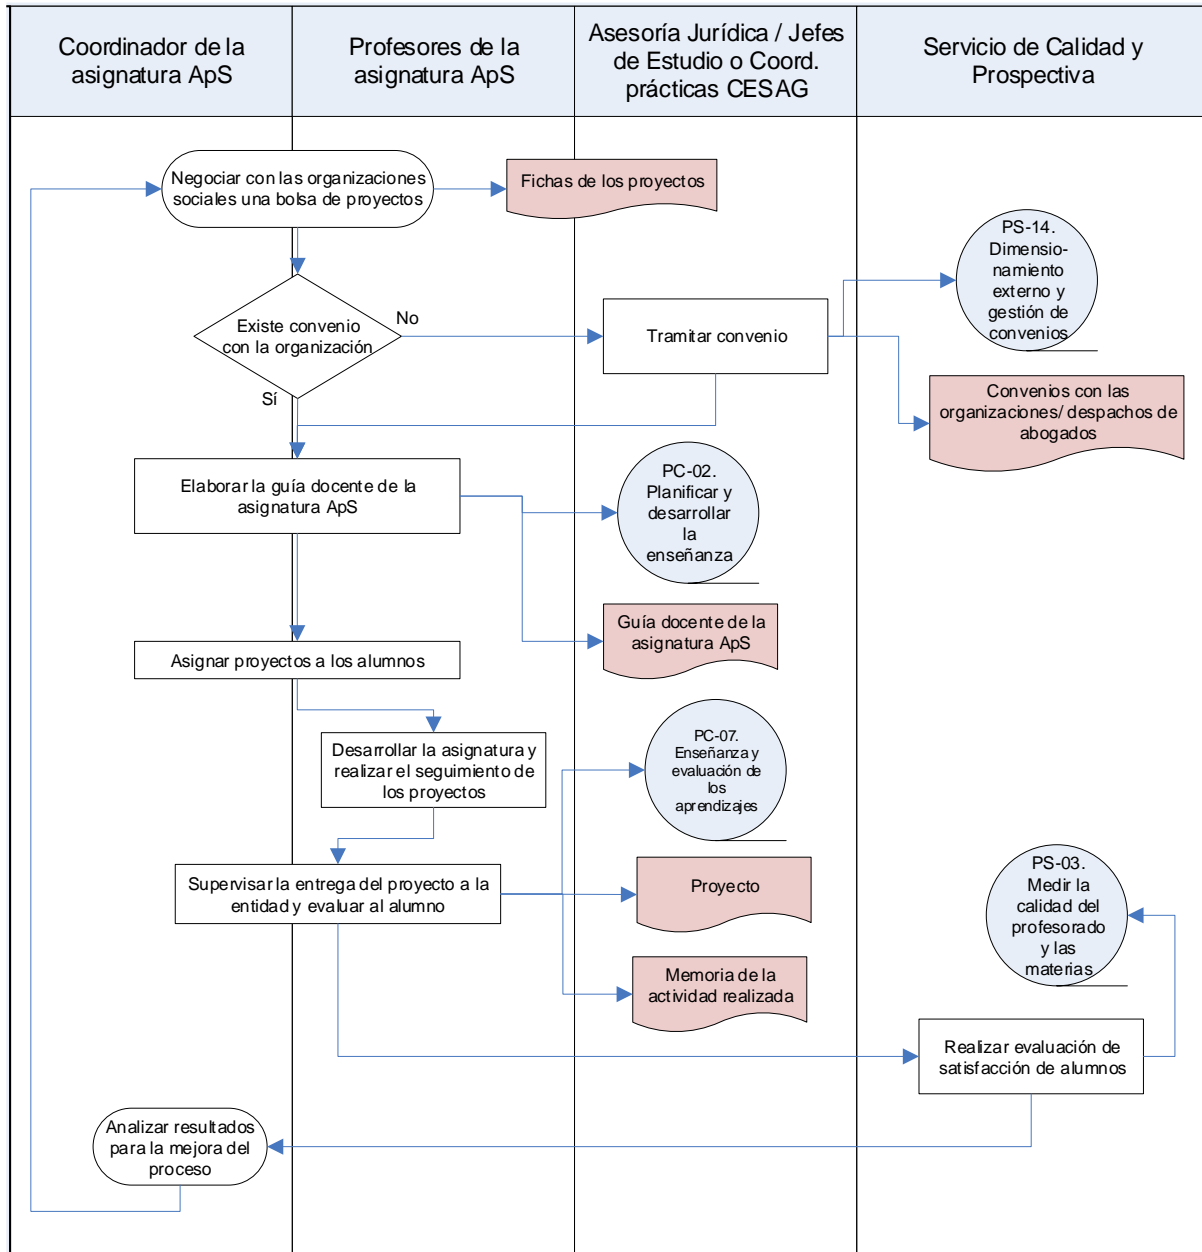 Coordinador de la
asignatura ApS
Profesores de la
asignatura ApS
Asesoría Jurídica / Jefes
de Estudio o Coord.
prácticas CESAG
Servicio de Calidad y
Prospectiva
Negociar con las organizaciones
sociales una bolsa de proyectos
Fichas de los proyectos
PS-14.
Dimensio-
namiento
externo y
gestión de
convenios
Existe convenio
con la organización
No
Sí
Tramitar convenio
Convenios con las
organizaciones/ despachos de
abogados
Elaborar la guía docente de la
asignatura ApS
PC-02.
Planificar y
desarrollar
la
enseñanza
Guía docente de la
asignatura ApS
Asignar proyectos a los alumnos
Desarrollar la asignatura y
realizar el seguimiento de
los proyectos
PC-07.
Enseñanza y
evaluación de
los
aprendizajes
Supervisar la entrega del proyecto a la
entidad y evaluar al alumno
Proyecto
PS-03.
Medir la
calidad del
profesorado
y las
materias
Memoria de la
actividad realizada
Realizar evaluación de
satisfacción de alumnos
Analizar resultados
para la mejora del
proceso